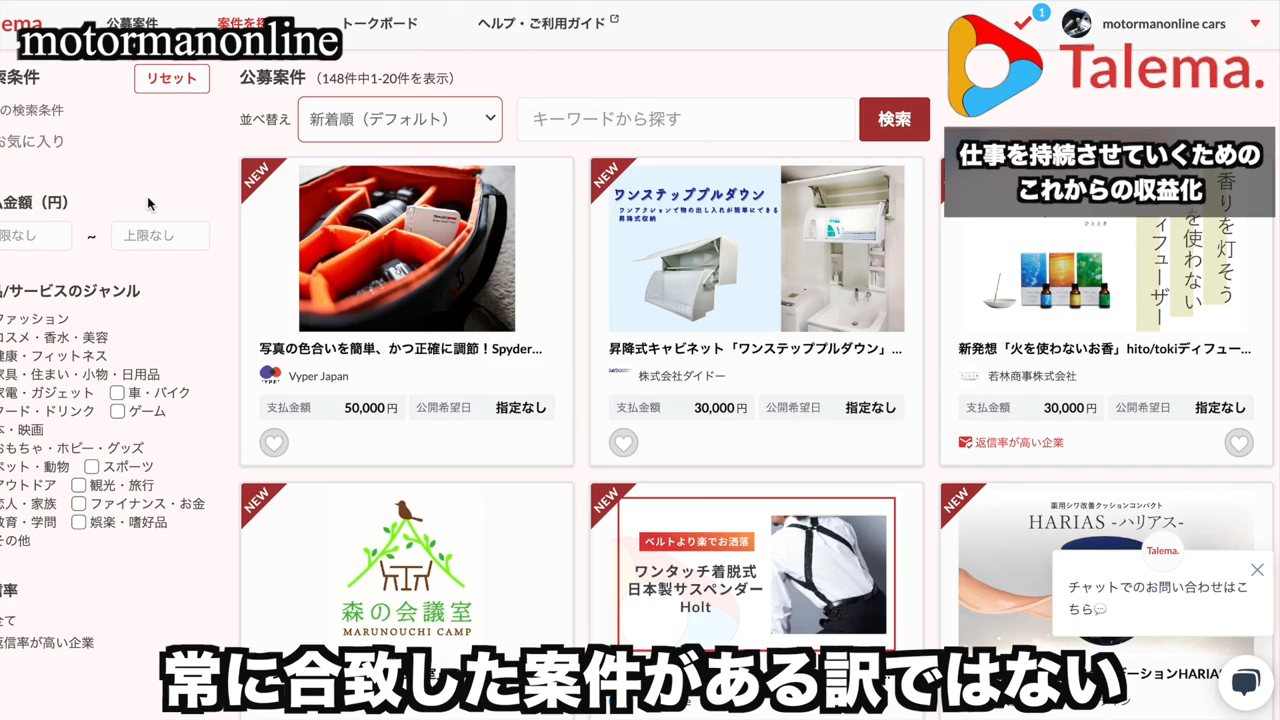 公募案件
トークボード
ヘルプ・ご利用ガイド
1
motormanonline cars
motormanonline
Talema.
索条件
リセット
公募案件（148件中1-20件を表示）
の検索条件
お気に入り
並べ替え
新着順（デフォルト）
キーワードから探す
検索
仕事を持続させていくための
これからの収益化
金額（円）
限なし
~
上限なし
/サービスのジャンル
ファッション
コスメ・香水・美容
健康・フィットネス
家具・住まい・小物・日用品
家電・ガジェット
車・バイク
フード・ドリンク
ゲーム
本・映画
おもちゃ・ホビー・グッズ
ペット・動物
スポーツ
アウトドア
観光・旅行
恋人・家族
ファイナンス・お金
教育・学問
娯楽・嗜好品
その他
返信率が高い企業
NEW
写真の色合いを簡単、かつ正確に調節！Spyder...
Vyper Japan
支払金額
50,000円
公開希望日
指定なし
NEW
ワンステッププルダウン
ワンアクションで物の出し入れが簡単にできる
昇降式収納
昇降式キャビネット「ワンステッププルダウン」...
株式会社ダイドー
支払金額
30,000円
公開希望日
指定なし
香りを灯そう
を使わない
ィフューザー
ひととき
新発想「火を使わないお香」hito/tokiディフュー...
若林商事株式会社
支払金額
30,000円
公開希望日
指定なし
返信率が高い企業
NEW
森の会議室
MARUNOUCHI CAMP
NEW
ベルトより楽でお洒落
ワンタッチ着脱式
日本製サスペンダー
Holt
NEW
薬用シワ改善クッションコンパクト
HARIAS -ハリアス-
Talema.
チャットでのお問い合わせはこ
ちら
常に合致した案件がある訳ではない